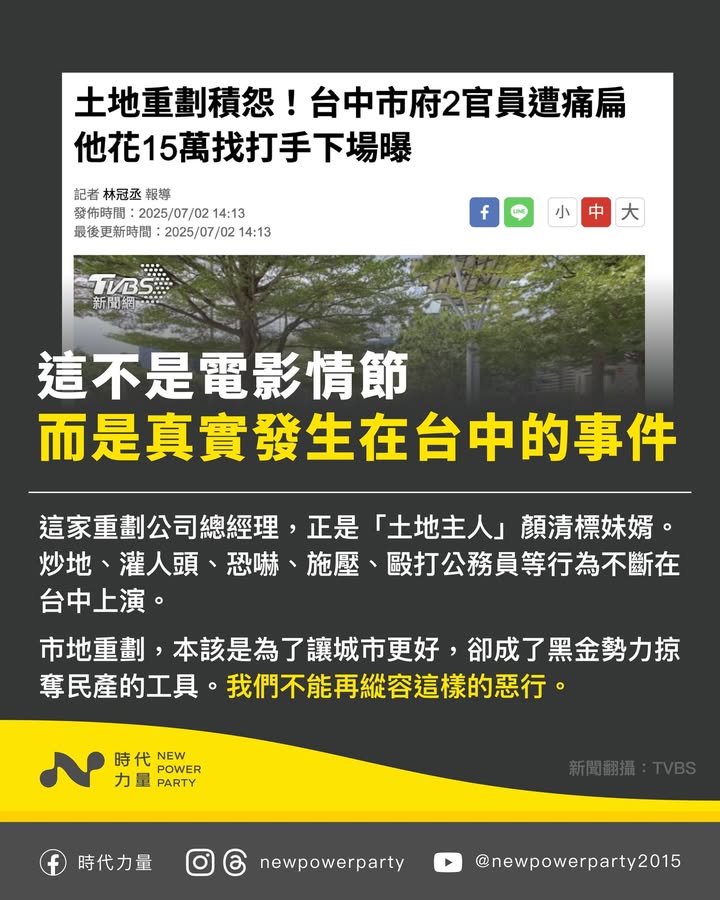 土地重劃積怨！台中市府2官員遭痛扁
他花15萬找打手下場曝
記者 林冠丞 報導
發佈時間：2025/07/02 14:13
最後更新時間：2025/07/02 14:13
f
LINE
小
中
大
TVBS
新聞網
這不是電影情節
而是真實發生在台中的事件
這家重劃公司總經理，正是「土地主人」顏清標妹婿。
炒地、灌人頭、恐嚇、施壓、毆打公務員等行為不斷在
台中上演。
市地重劃，本該是為了讓城市更好，卻成了黑金勢力掠
奪民產的工具。我們不能再縱容這樣的惡行。
時代
力量
NEW
POWER
PARTY
新聞翻攝：TVBS
時代力量
newpowerparty
@newpowerparty2015